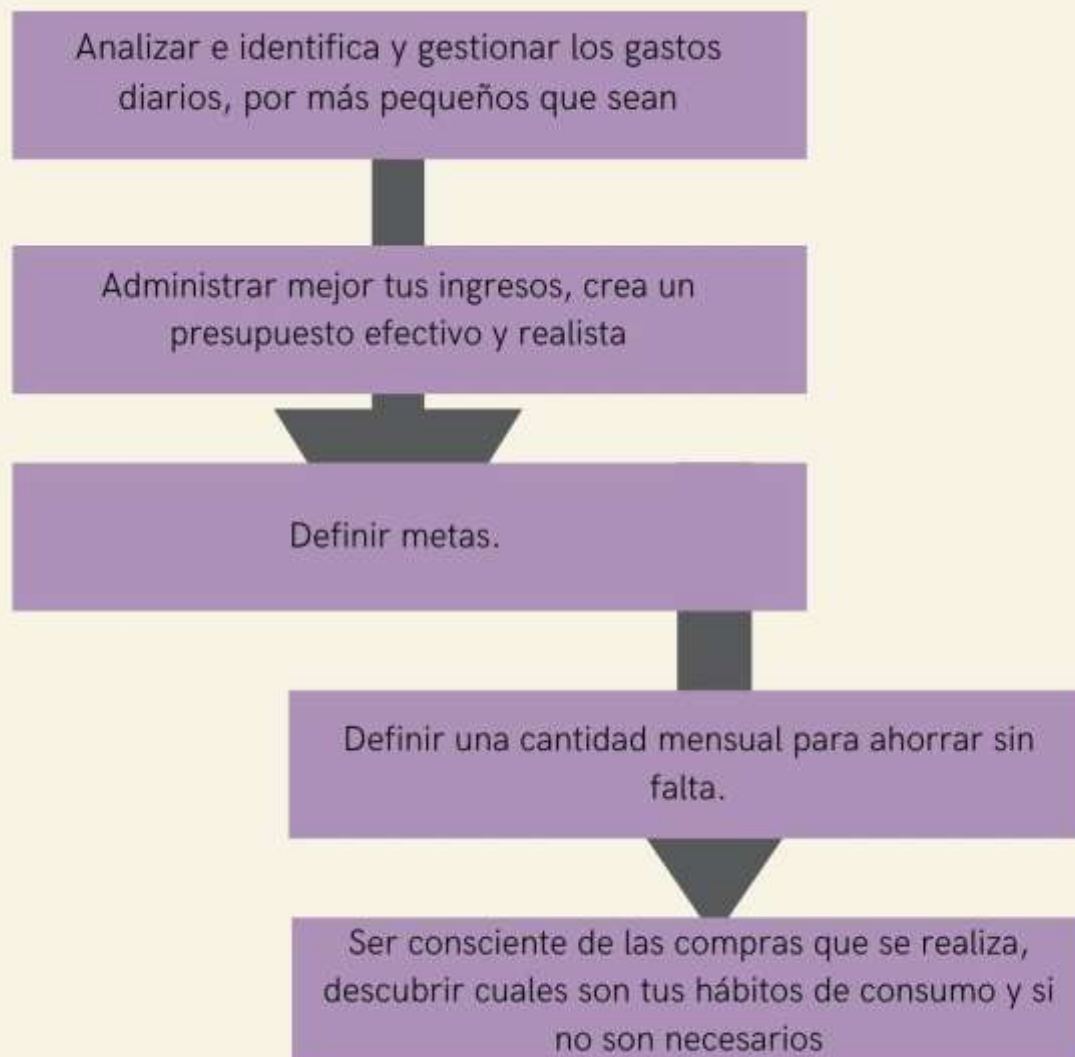 Analizar e identifica y gestionar los gastos
diarios, por más pequeños que sean
Administrar mejor tus ingresos, crea un
presupuesto efectivo y realista
Definir metas.
Definir una cantidad mensual para ahorrar sin
falta.
Ser consciente de las compras que se realiza,
descubrir cuales son tus hábitos de consumo y si
no son necesarios